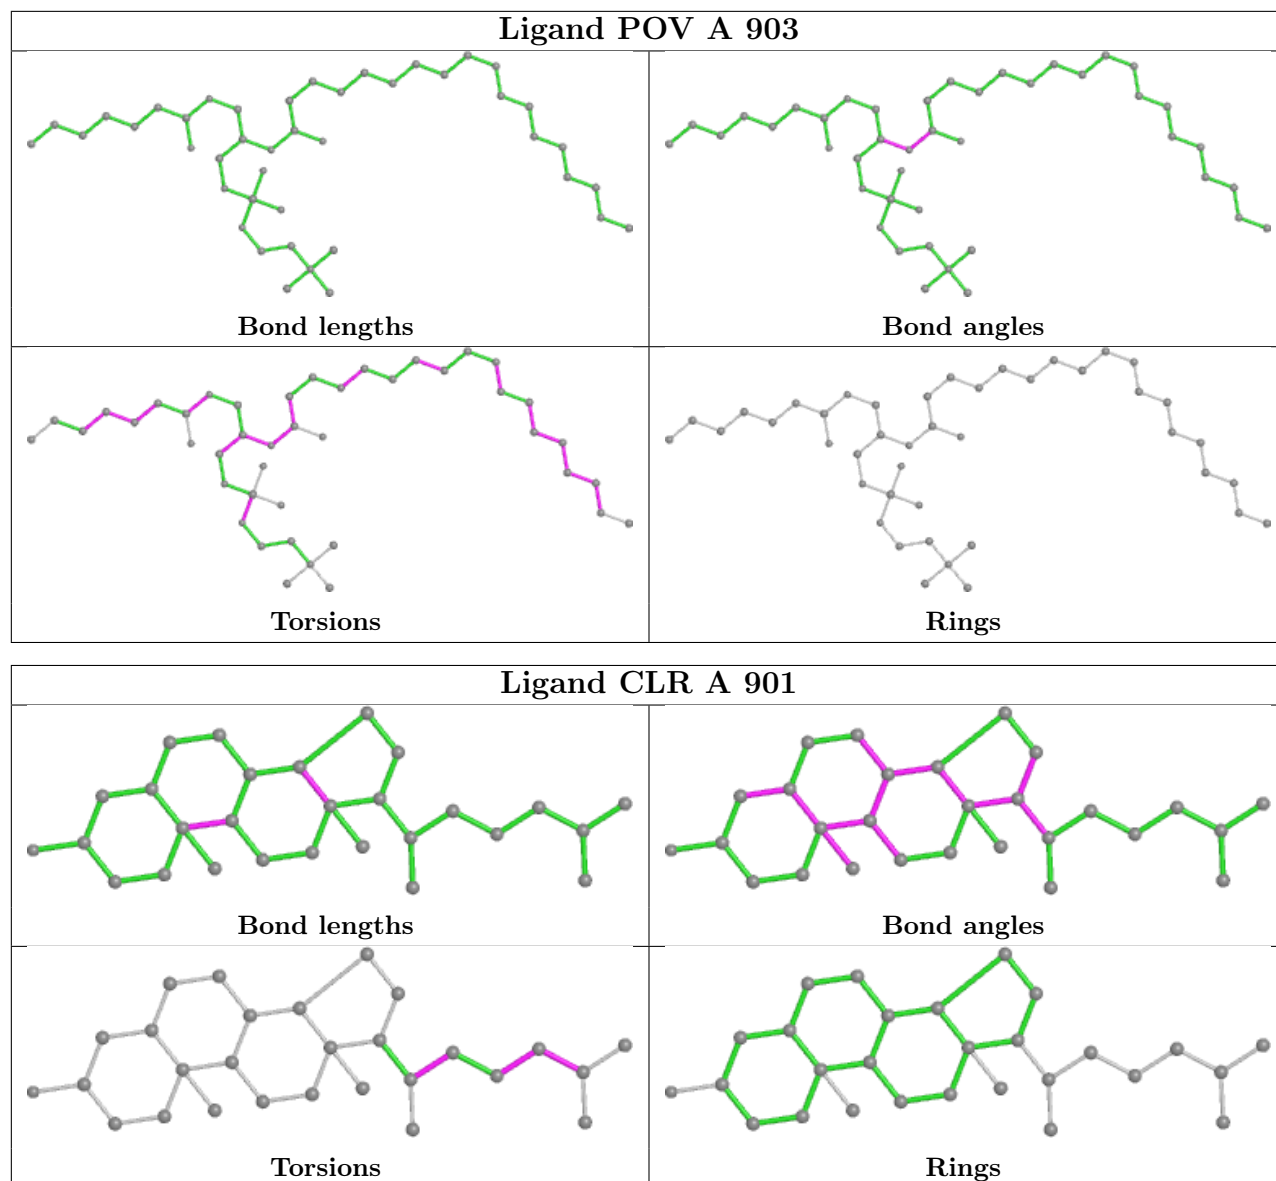 Ligand POV A 903
Bond lengths
Bond angles
Torsions
Rings
Ligand CLR A 901
Bond lengths
Bond angles
Torsions
Rings